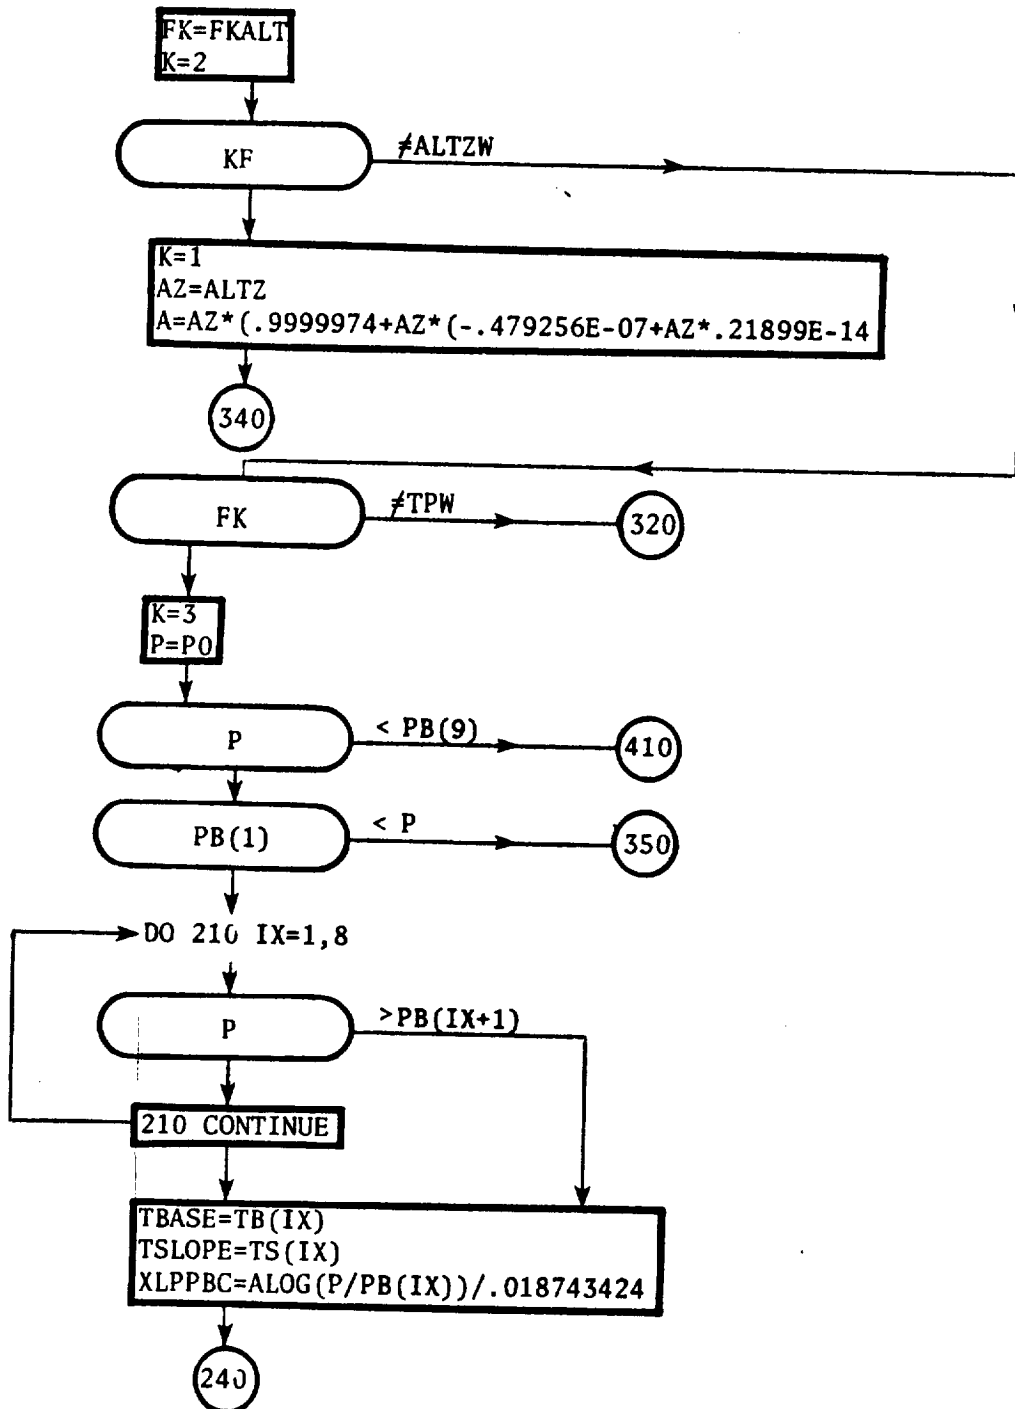 FK=FKALT
K=2
KF
≠ALTZW
K=1
AZ=ALTZ
A=AZ*(.9999974+AZ*(-.479256E-07+AZ*.21899E-14
340
FK
≠TPW
320
K=3
P=P0
P
< PB(9)
410
PB(1)
< P
350
DO 210 IX=1,8
P
>PB(IX+1)
210 CONTINUE
TBASE=TB(IX)
TSLOPE=TS(IX)
XLPPBC=ALOG(P/PB(IX))/.018743424
240